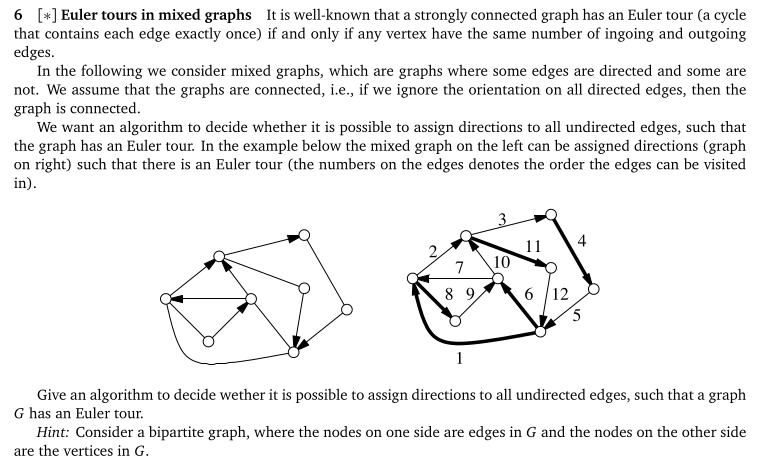 6 [*] Euler tours in mixed graphs It is well-known that a strongly connected graph has an Euler tour (a cycle
that contains each edge exactly once) if and only if any vertex have the same number of ingoing and outgoing
edges.
In the following we consider mixed graphs, which are graphs where some edges are directed and some are
not. We assume that the graphs are connected, i.e., if we ignore the orientation on all directed edges, then the
graph is connected.
We want an algorithm to decide whether it is possible to assign directions to all undirected edges, such that
the graph has an Euler tour. In the example below the mixed graph on the left can be assigned directions (graph
on right) such that there is an Euler tour (the numbers on the edges denotes the order the edges can be visited
in).
3
11
4
2
10
7
8 9
6
12
5
1
Give an algorithm to decide wether it is possible to assign directions to all undirected edges, such that a graph
G has an Euler tour.
Hint: Consider a bipartite graph, where the nodes on one side are edges in G and the nodes on the other side
are the vertices in G.